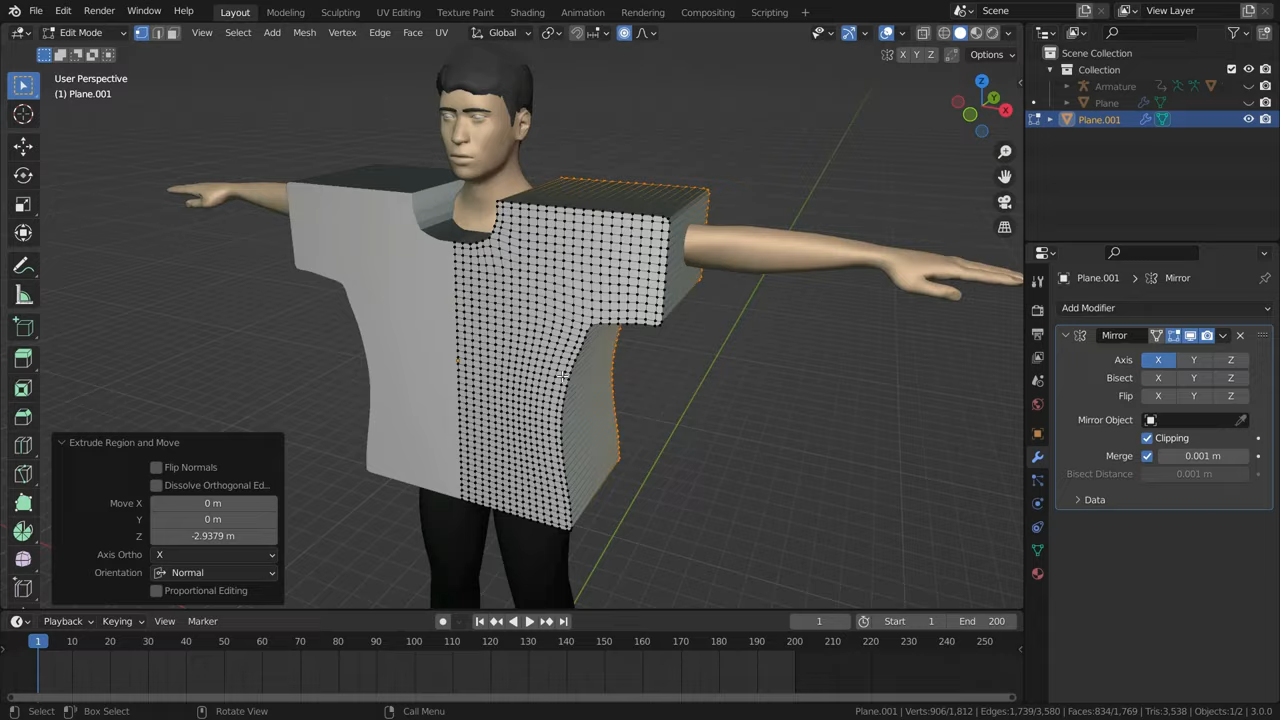 File Edit Render Window Help Layout Modeling Sculpting UV Editing Texture Paint Shading Animation Rendering Compositing Scripting + Scene View Layer
Edit Mode View Select Add Mesh Vertex Edge Face UV Global
X Y Z Options
User Perspective
(1) Plane.001
Z
Y
X
Scene Collection
Collection
Armature
Plane
Plane.001
Plane.001 Mirror
Add Modifier
Mirror
Axis X Y Z
Bisect X Y Z
Flip X Y Z
Mirror Object
Clipping
Merge 0.001 m
Bisect Distance 0.001 m
Data
Extrude Region and Move
Flip Normals
Dissolve Orthogonal Ed...
Move X 0 m
Y 0 m
Z -2.9379 m
Axis Ortho X
Orientation Normal
Proportional Editing
Playback Keying View Marker 1 Start 1 End 200
1 10 20 30 40 50 60 70 80 90 100 110 120 130 140 150 160 170 180 190 200 210 220 230 240 250
Select Box Select Rotate View Call Menu Plane.001 | Verts:906/1,812 | Edges:1,739/3,580 | Faces:834/1,769 | Tris:3,538 | Objects:1/2 | 3.0.0